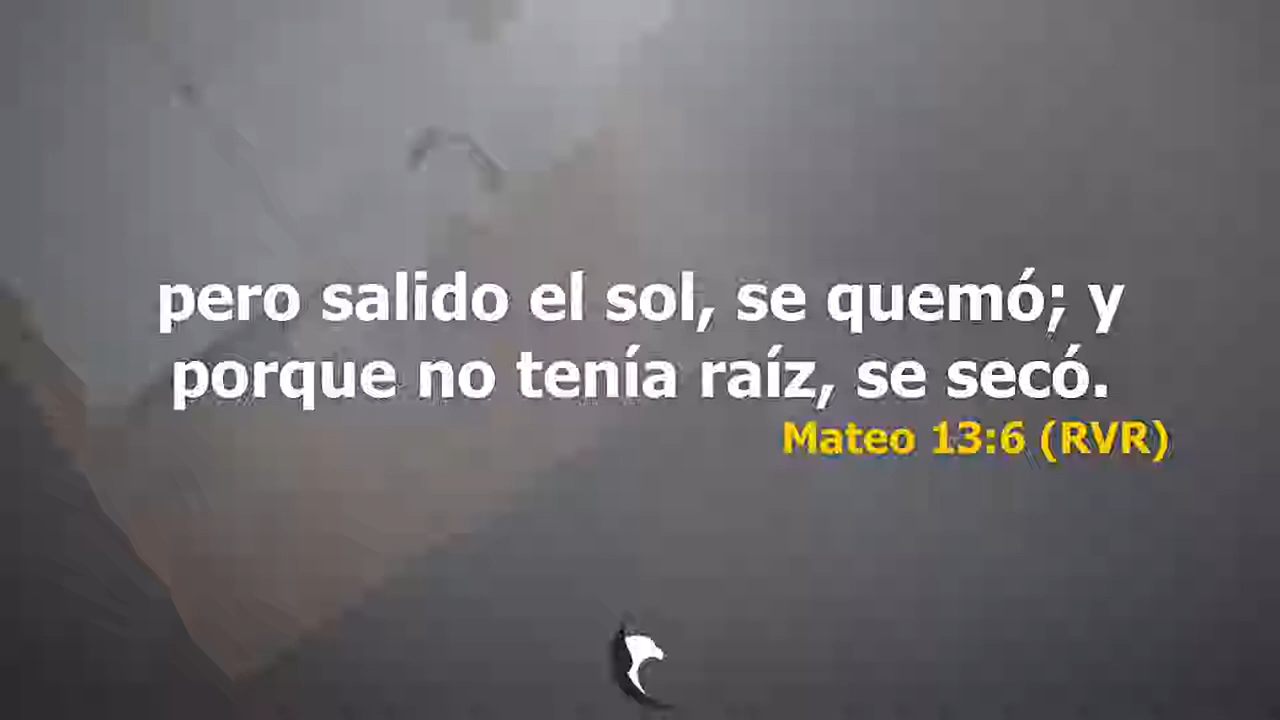 pero salido el sol, se quemó; y
porque no tenía raíz, se secó.
Mateo 13:6 (RVR)